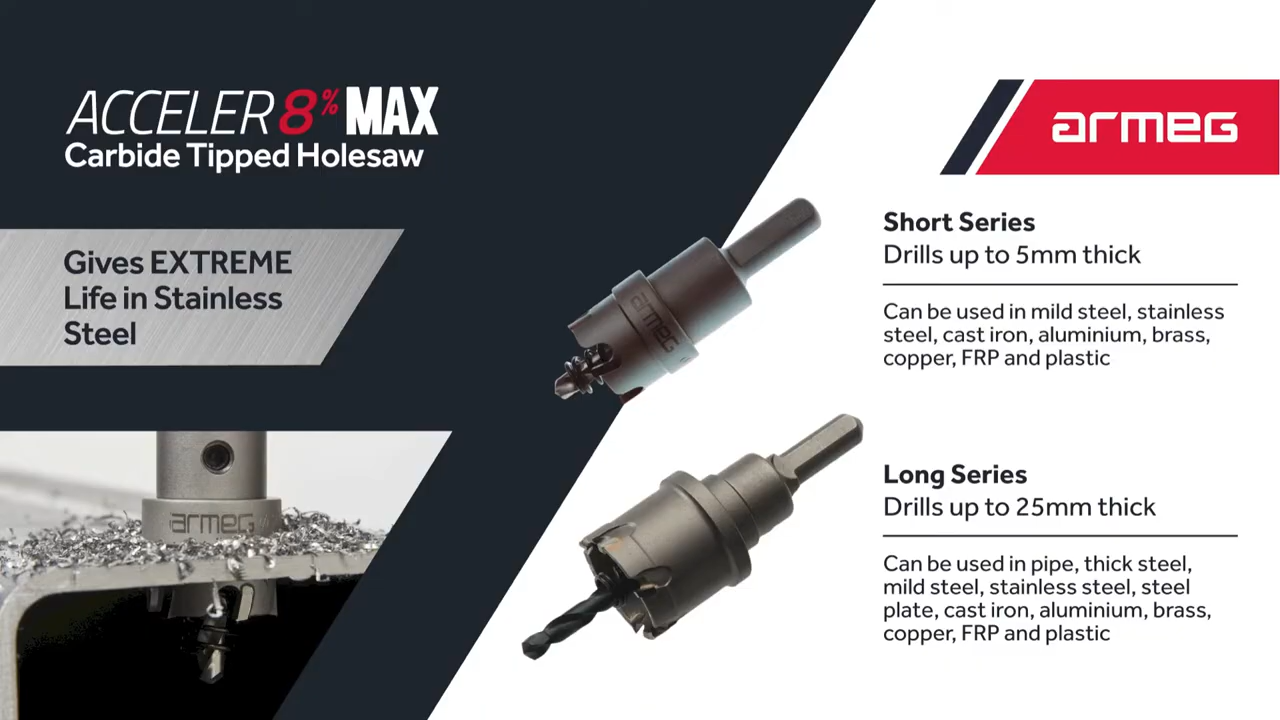 ACCELER8% MAX
Carbide Tipped Holesaw
Gives EXTREME
Life in Stainless
Steel
armeg
armeg
armeg
Short Series
Drills up to 5mm thick
Can be used in mild steel, stainless
steel, cast iron, aluminium, brass,
copper, FRP and plastic
Long Series
Drills up to 25mm thick
Can be used in pipe, thick steel,
mild steel, stainless steel, steel
plate, cast iron, aluminium, brass,
copper, FRP and plastic